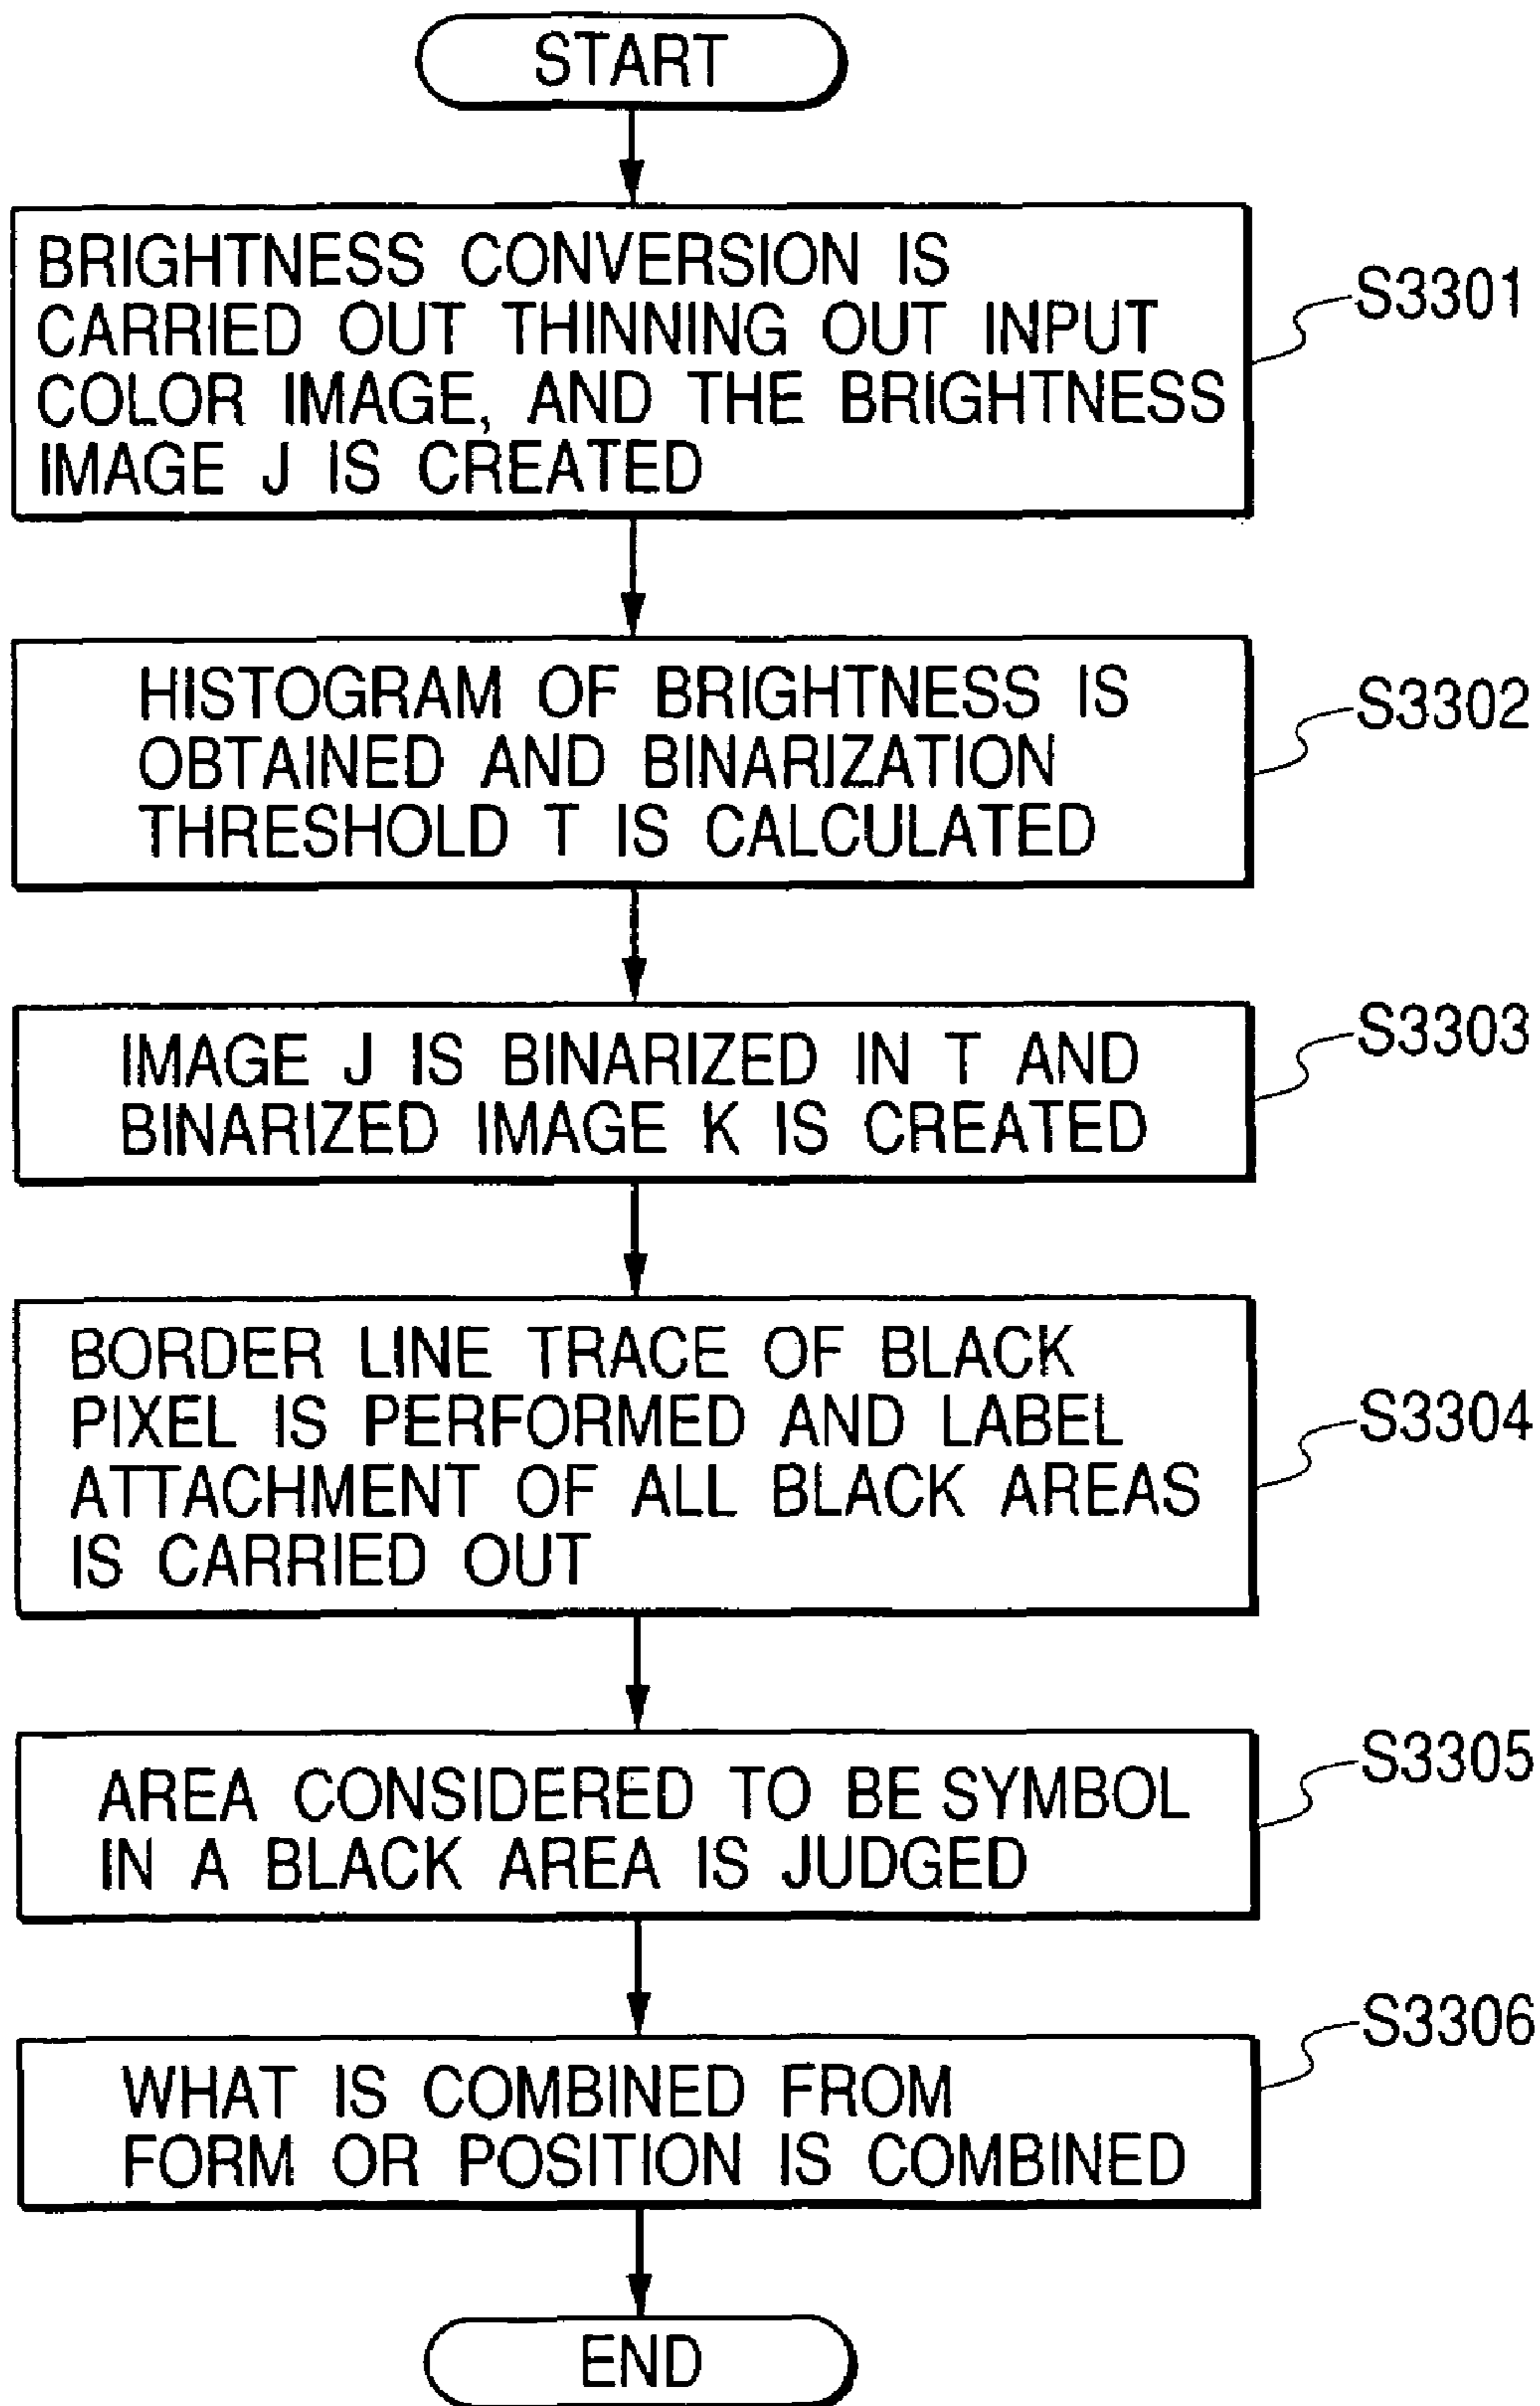 START
BRIGHTNESS CONVERSION IS
CARRIED OUT THINNING OUT INPUT
COLOR IMAGE, AND THE BRIGHTNESS
IMAGE J IS CREATED
S3301
HISTOGRAM OF BRIGHTNESS IS
OBTAINED AND BINARIZATION
THRESHOLD T IS CALCULATED
S3302
IMAGE J IS BINARIZED IN T AND
BINARIZED IMAGE K IS CREATED
S3303
BORDER LINE TRACE OF BLACK
PIXEL IS PERFORMED AND LABEL
ATTACHMENT OF ALL BLACK AREAS
IS CARRIED OUT
S3304
AREA CONSIDERED TO BE SYMBOL
IN A BLACK AREA IS JUDGED
S3305
WHAT IS COMBINED FROM
FORM OR POSITION IS COMBINED
S3306
END